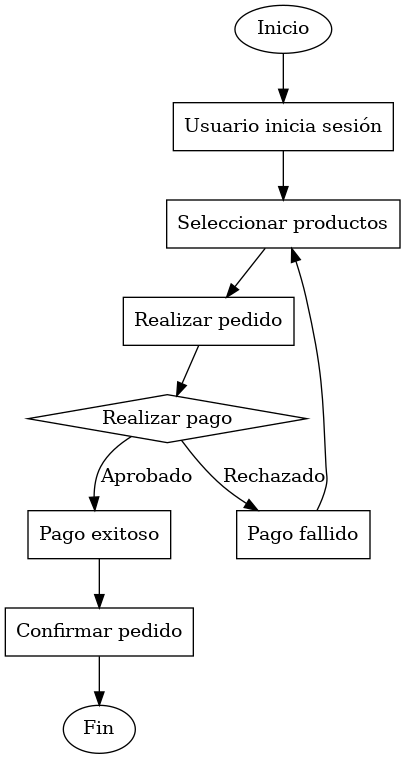 Inicio
Usuario inicia sesión
Seleccionar productos
Realizar pedido
Realizar pago
Aprobado
Rechazado
Pago exitoso
Pago fallido
Confirmar pedido
Fin